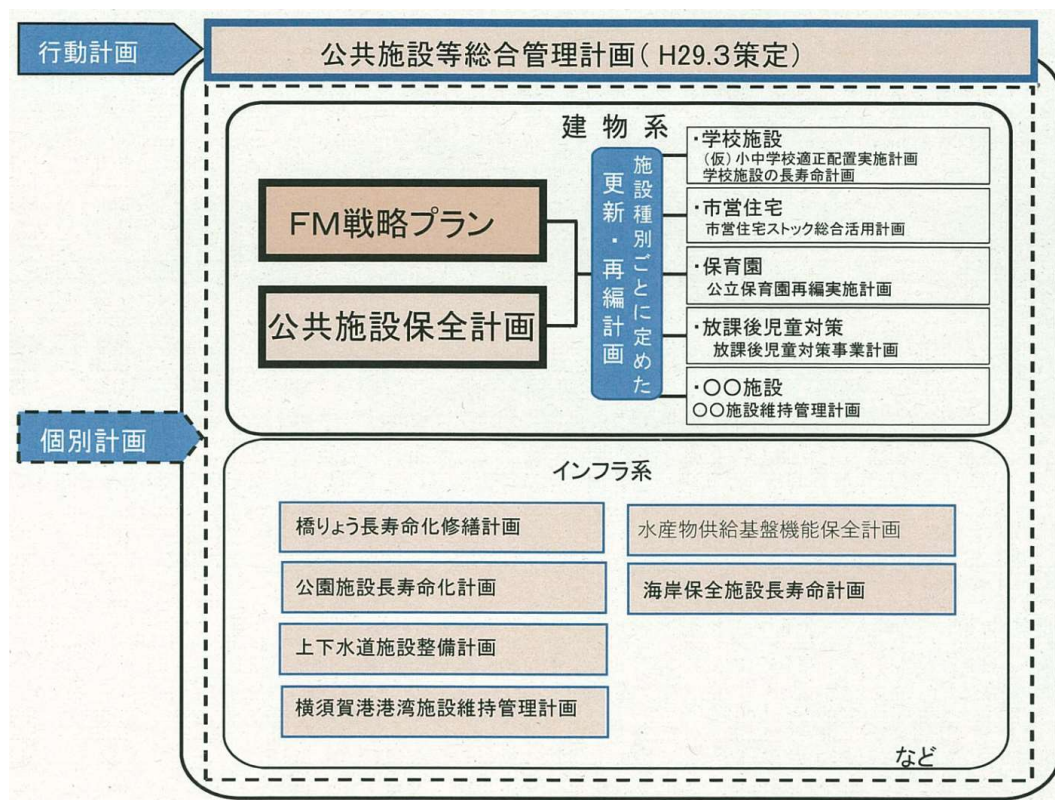 行動計画
公共施設等総合管理計画( H29.3策定)
建物系
FM戦略プラン
公共施設保全計画
施設種別ごとに定めた
更新・再編計画
・学校施設
(仮)小中学校適正配置実施計画
学校施設の長寿命計画
・市営住宅
市営住宅ストック総合活用計画
・保育園
公立保育園再編実施計画
・放課後児童対策
放課後児童対策事業計画
・〇〇施設
〇〇施設維持管理計画
個別計画
インフラ系
橋りょう長寿命化修繕計画
公園施設長寿命化計画
上下水道施設整備計画
横須賀港港湾施設維持管理計画
水産物供給基盤機能保全計画
海岸保全施設長寿命計画
など